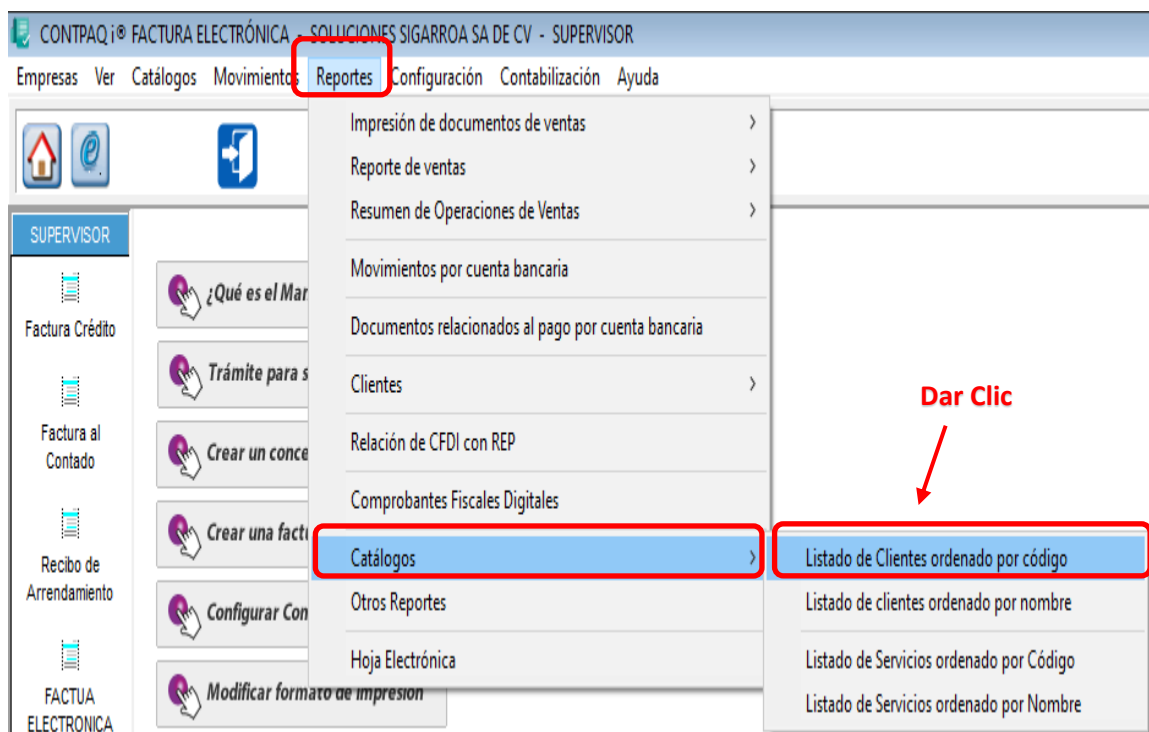 CONTPAQ i® FACTURA ELECTRÓNICA - SOLUCIONES SIGARROA SA DE CV - SUPERVISOR
Empresas Ver Catálogos Movimientos Reportes Configuración Contabilización Ayuda
Impresión de documentos de ventas
Reporte de ventas
Resumen de Operaciones de Ventas
Movimientos por cuenta bancaria
Documentos relacionados al pago por cuenta bancaria
Clientes
Relación de CFDI con REP
Comprobantes Fiscales Digitales
Catálogos
Otros Reportes
Hoja Electrónica
Dar Clic
Listado de Clientes ordenado por código
Listado de clientes ordenado por nombre
Listado de Servicios ordenado por Código
Listado de Servicios ordenado por Nombre
SUPERVISOR
Factura Crédito
Factura al
Contado
Recibo de
Arrendamiento
FACTUA
ELECTRONICA
¿Qué es el Mar
Trámite para s
Crear un conce
Crear una factu
Configurar Con
Modificar formato de impresión